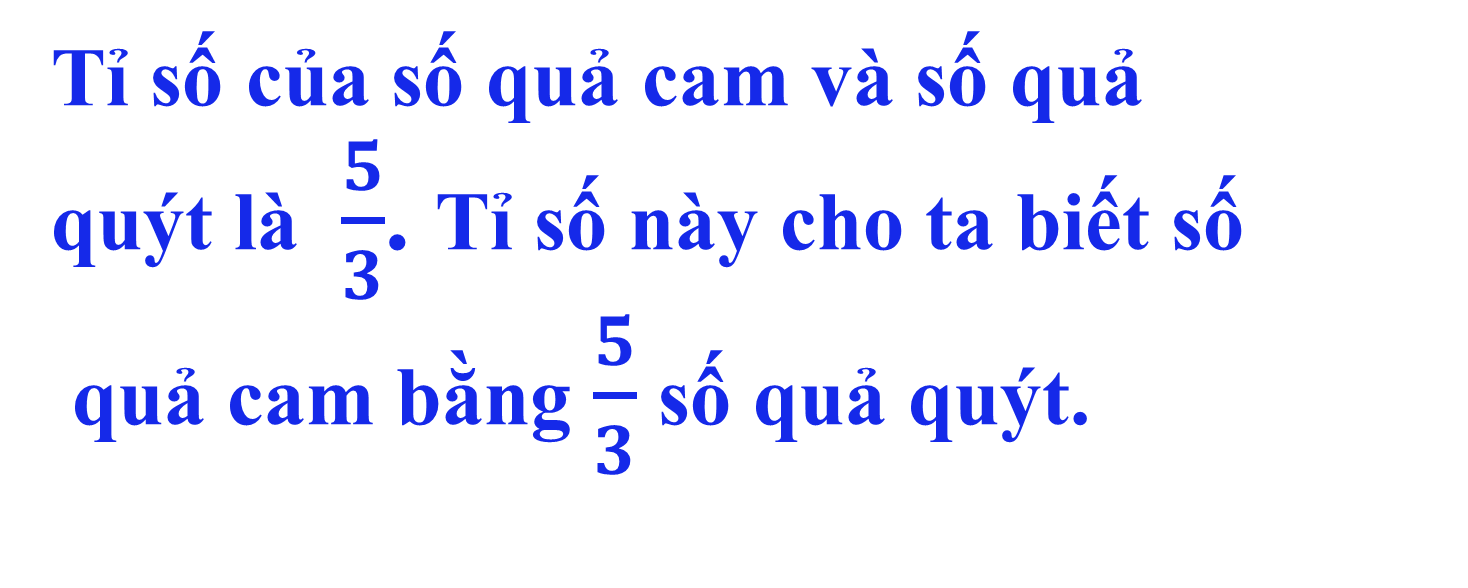 Tỉ số của số quả cam và số quả
quýt là 5/3. Tỉ số này cho ta biết số
quả cam bằng 5/3 số quả quýt.